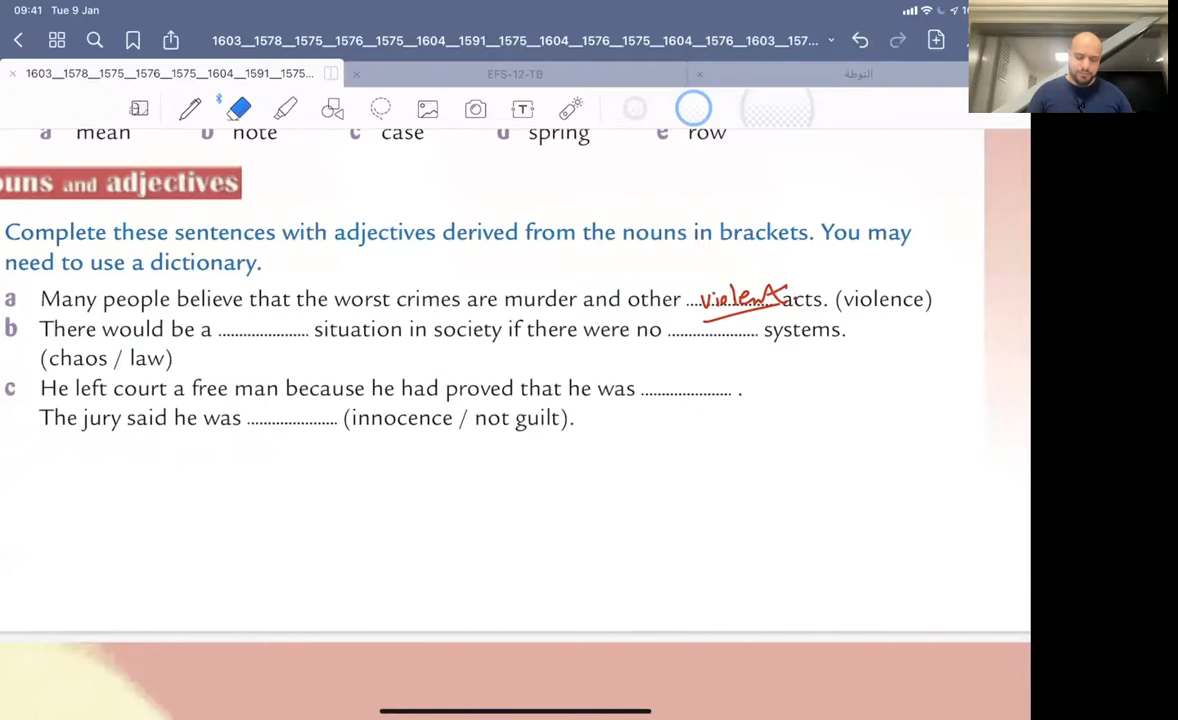 09:41 Tue 9 Jan
1603__1578__1575__1576__1575__1604__1591__1575__1604__1576__1575__1604__1576__1603__157...
1603__1578__1575__1576__1575__1604__1591__1575... EFS-12-TB النوطة
a mean b note c case d spring e row
ouns and adjectives
Complete these sentences with adjectives derived from the nouns in brackets. You may
need to use a dictionary.
a Many people believe that the worst crimes are murder and other violent acts. (violence)
b There would be a .................... situation in society if there were no .................... systems.
(chaos / law)
c He left court a free man because he had proved that he was .................... .
The jury said he was .................... (innocence / not guilt).